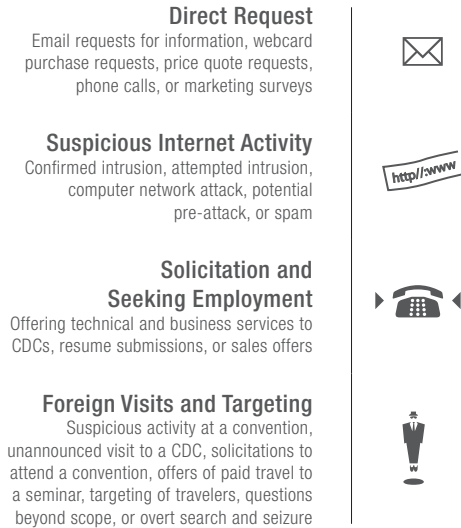 Direct Request
Email requests for information, webcard
purchase requests, price quote requests,
phone calls, or marketing surveys
Suspicious Internet Activity
Confirmed intrusion, attempted intrusion,
computer network attack, potential
pre-attack, or spam
http//:www
Solicitation and
Seeking Employment
Offering technical and business services to
CDCs, resume submissions, or sales offers
Foreign Visits and Targeting
Suspicious activity at a convention,
unannounced visit to a CDC, solicitations to
attend a convention, offers of paid travel to
a seminar, targeting of travelers, questions
beyond scope, or overt search and seizure